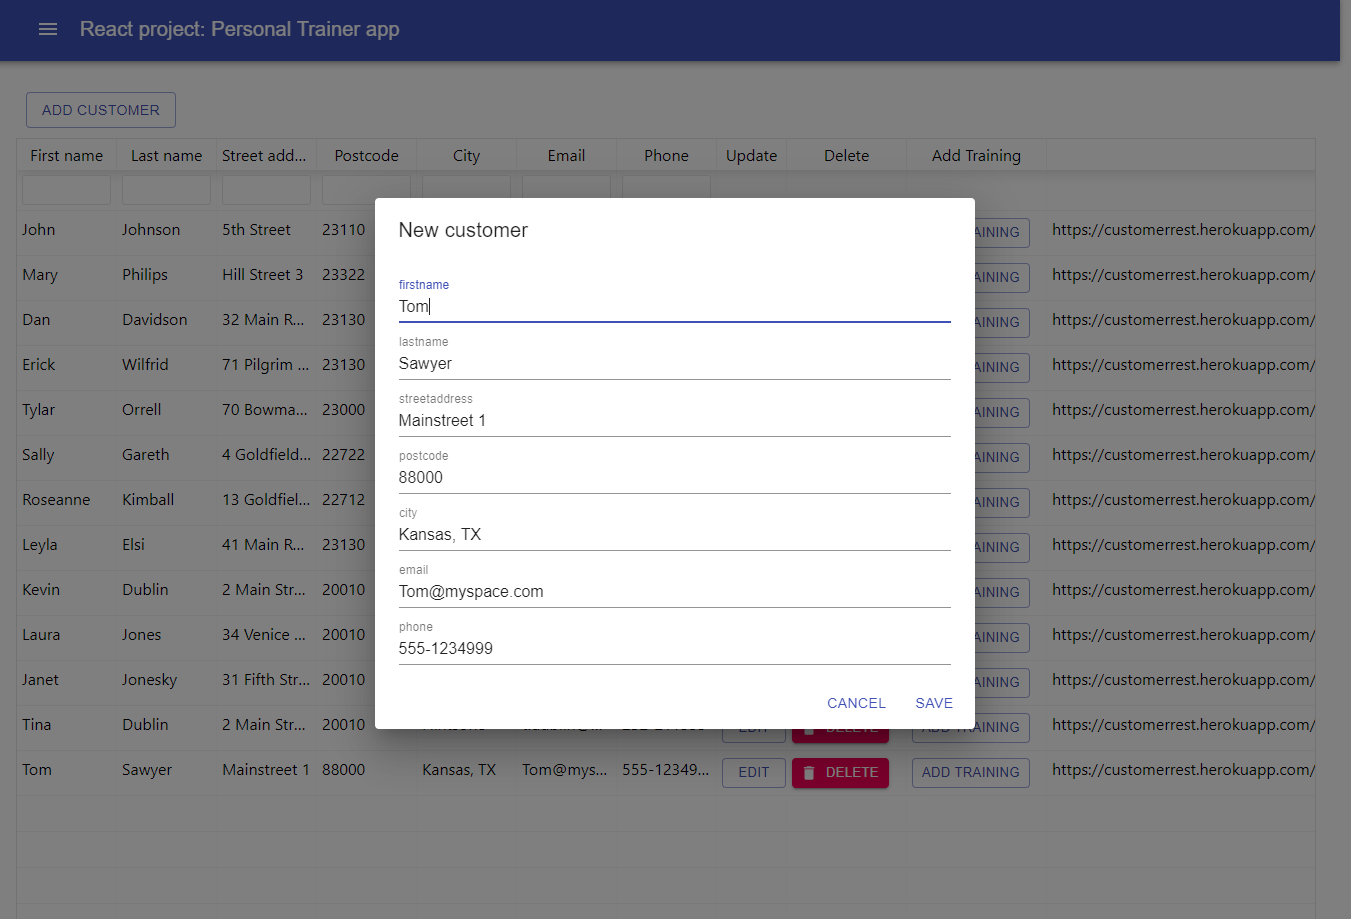 React project: Personal Trainer app
ADD CUSTOMER
First name Last name Street add... Postcode City Email Phone Update Delete Add Training
John Johnson 5th Street 23110 AINING https://customerrest.herokuapp.com/
Mary Philips Hill Street 3 23322 AINING https://customerrest.herokuapp.com/
Dan Davidson 32 Main R... 23130 AINING https://customerrest.herokuapp.com/
Erick Wilfrid 71 Pilgrim ... 23130 AINING https://customerrest.herokuapp.com/
Tylar Orrell 70 Bowma... 23000 AINING https://customerrest.herokuapp.com/
Sally Gareth 4 Goldfield... 22722 AINING https://customerrest.herokuapp.com/
Roseanne Kimball 13 Goldfiel... 22712 AINING https://customerrest.herokuapp.com/
Leyla Elsi 41 Main R... 23130 AINING https://customerrest.herokuapp.com/
Kevin Dublin 2 Main Str... 20010 AINING https://customerrest.herokuapp.com/
Laura Jones 34 Venice ... 20010 AINING https://customerrest.herokuapp.com/
Janet Jonesky 31 Fifth Str... 20010 AINING https://customerrest.herokuapp.com/
Tina Dublin 2 Main Str... 20010 EDIT DELETE ADD TRAINING https://customerrest.herokuapp.com/
Tom Sawyer Mainstreet 1 88000 Kansas, TX Tom@mys... 555-12349... EDIT DELETE ADD TRAINING https://customerrest.herokuapp.com/
New customer
firstname
Tom
lastname
Sawyer
streetaddress
Mainstreet 1
postcode
88000
city
Kansas, TX
email
Tom@myspace.com
phone
555-1234999
CANCEL SAVE